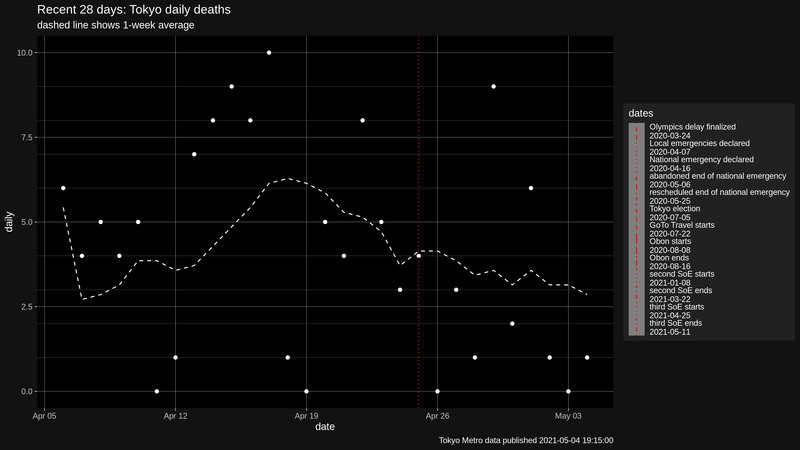 Recent 28 days: Tokyo daily deaths
dashed line shows 1-week average
daily
10.0
7.5
5.0
2.5
0.0
Apr 05
Apr 12
Apr 19
Apr 26
May 03
date
Tokyo Metro data published 2021-05-04 19:15:00
dates
Olympics delay finalized
2020-03-24
Local emergencies declared
2020-04-07
National emergency declared
2020-04-16
abandoned end of national emergency
2020-05-06
rescheduled end of national emergency
2020-05-25
Tokyo election
2020-07-05
GoTo Travel starts
2020-07-22
Obon starts
2020-08-08
Obon ends
2020-08-16
second SoE starts
2021-01-08
second SoE ends
2021-03-22
third SoE starts
2021-04-25
third SoE ends
2021-05-11